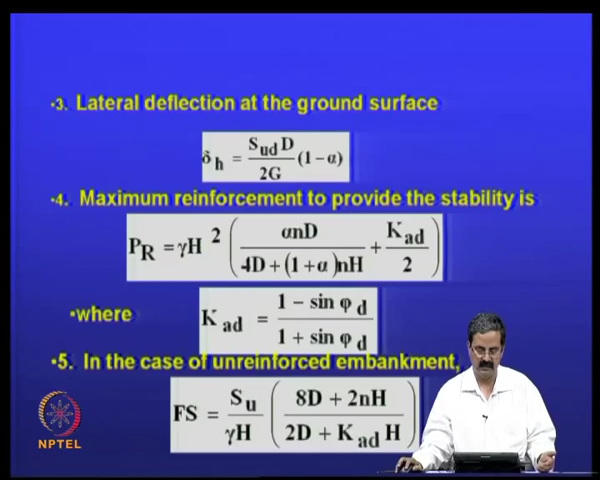 •3. Lateral deflection at the ground surface
δh = SudD / 2G (1 − α)
•4. Maximum reinforcement to provide the stability is
PR = γH² ( αnD / 4D + (1 + α)nH + Kad / 2 )
•where
Kad = 1 − sin φd / 1 + sin φd
•5. In the case of unreinforced embankment,
FS = Su / γH ( 8D + 2nH / 2D + Kad H )
NPTEL